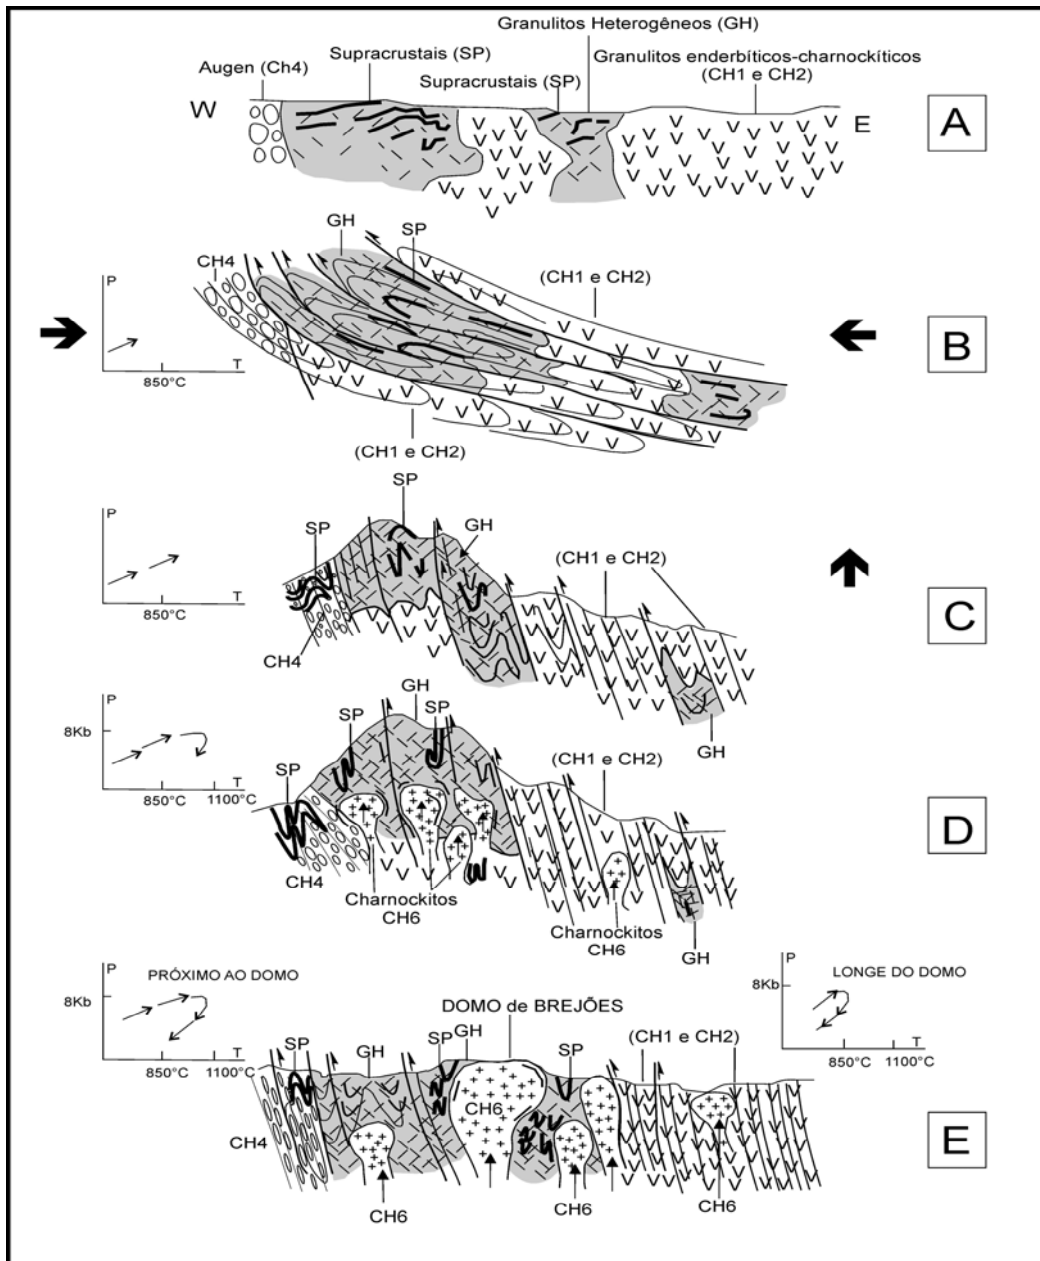 Granulitos Heterogêneos (GH)
Supracrustais (SP)
Granulitos enderbíticos-charnockíticos
(CH1 e CH2)
Augen (Ch4)
Supracrustais (SP)
W
E
A
GH
SP
CH4
(CH1 e CH2)
P
T
850°C
B
(CH1 e CH2)
SP
P
SP
GH
(CH1 e CH2)
T
850°C
C
CH4
P
GH
8Kb
SP
SP
(CH1 e CH2)
SP
T
850°C
1100°C
D
CH4
Charnockitos
CH6
Charnockitos
CH6
GH
P
PRÓXIMO AO DOMO
8Kb
T
850°C
1100°C
DOMO de BREJÕES
P
LONGE DO DOMO
8Kb
T
850°C
1100°C
SP
GH
SP
GH
SP
(CH1 e CH2)
CH6
CH4
E
CH6
CH6
CH6